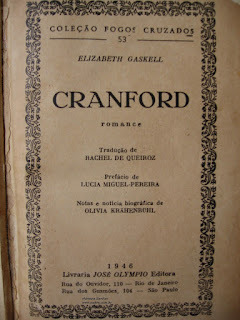 COLEÇÃO FOGOS CRUZADOS
53
ELIZABETH GASKELL
CRANFORD
romance
Tradução de
RACHEL DE QUEIROZ
Prefácio de
LUCIA MIGUEL-PEREIRA
Notas e notícia biográfica de
OLIVIA KRÄHENBUHL
1946
Livraria JOSÉ OLYMPIO Editora
Rua do Ouvidor, 110 — Rio de Janeiro
Rua dos Gusmões, 104 — São Paulo